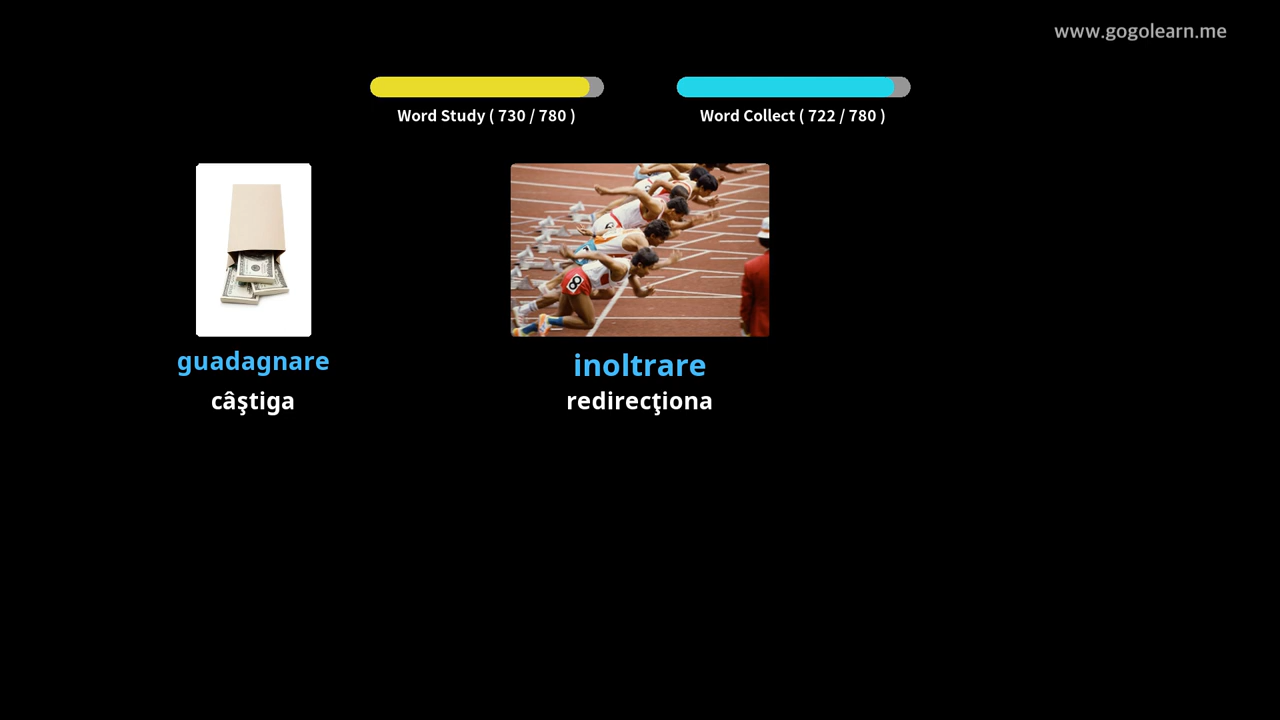 www.gogolearn.me
Word Study ( 730 / 780 )
Word Collect ( 722 / 780 )
guadagnare
câştiga
inoltrare
redirecţiona